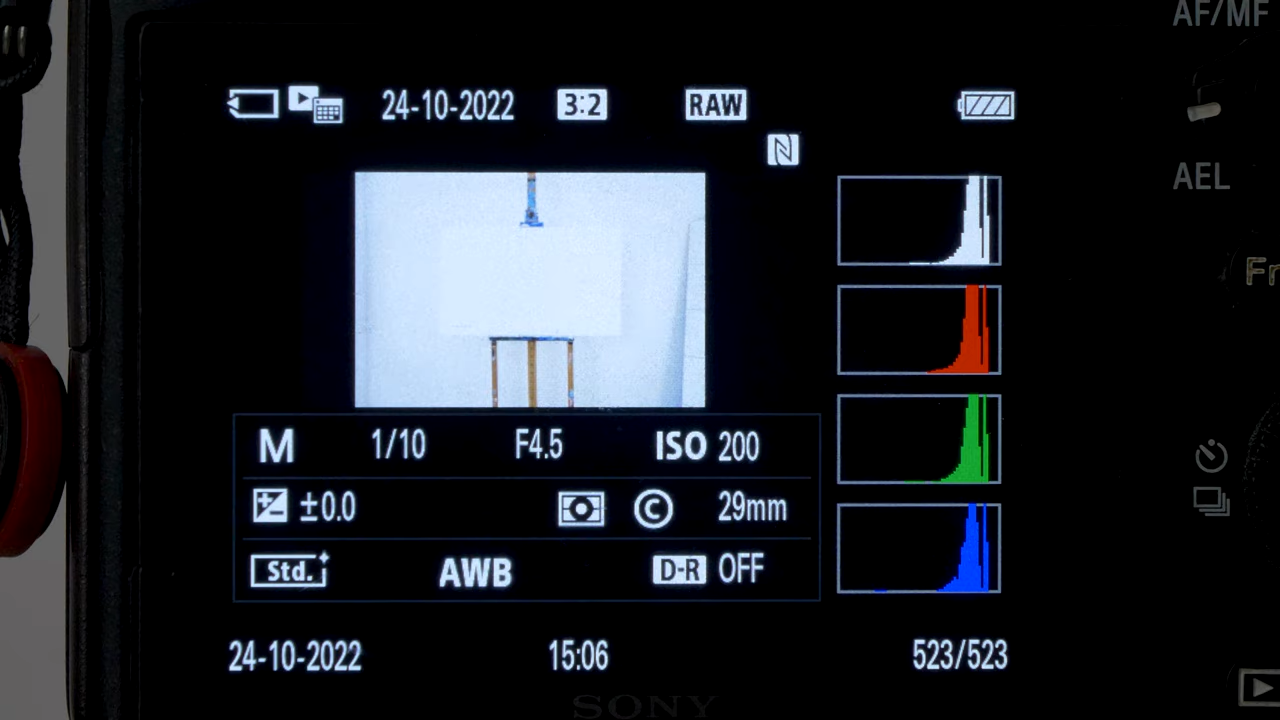 AF/MF
24-10-2022 3:2 RAW
AEL
Fn
M 1/10 F4.5 ISO 200
±0.0 C 29mm
Std. AWB D-R OFF
24-10-2022 15:06 523/523
SONY